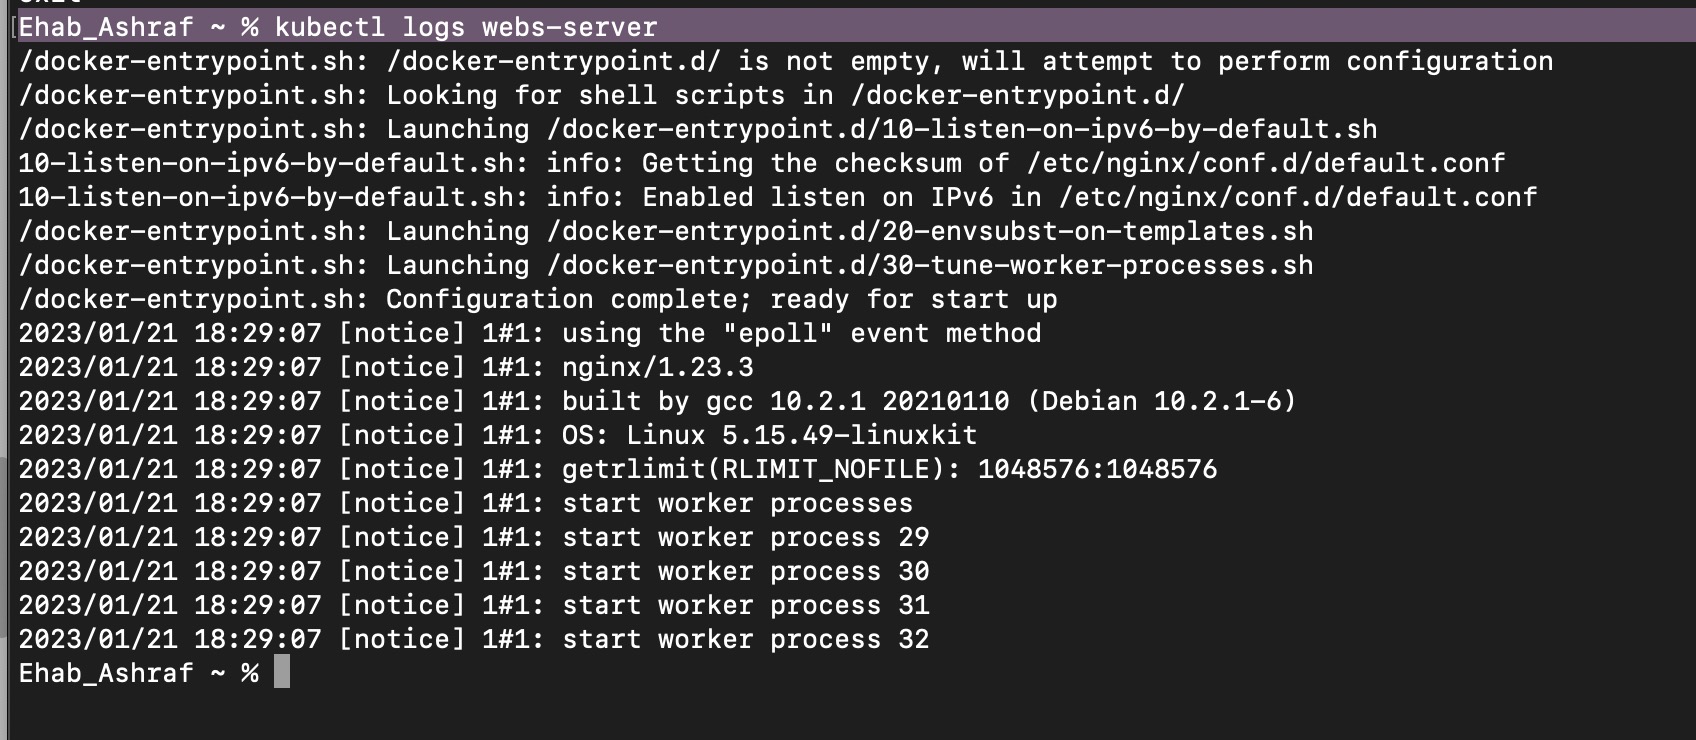 Ehab_Ashraf ~ % kubectl logs webs-server
/docker-entrypoint.sh: /docker-entrypoint.d/ is not empty, will attempt to perform configuration
/docker-entrypoint.sh: Looking for shell scripts in /docker-entrypoint.d/
/docker-entrypoint.sh: Launching /docker-entrypoint.d/10-listen-on-ipv6-by-default.sh
10-listen-on-ipv6-by-default.sh: info: Getting the checksum of /etc/nginx/conf.d/default.conf
10-listen-on-ipv6-by-default.sh: info: Enabled listen on IPv6 in /etc/nginx/conf.d/default.conf
/docker-entrypoint.sh: Launching /docker-entrypoint.d/20-envsubst-on-templates.sh
/docker-entrypoint.sh: Launching /docker-entrypoint.d/30-tune-worker-processes.sh
/docker-entrypoint.sh: Configuration complete; ready for start up
2023/01/21 18:29:07 [notice] 1#1: using the "epoll" event method
2023/01/21 18:29:07 [notice] 1#1: nginx/1.23.3
2023/01/21 18:29:07 [notice] 1#1: built by gcc 10.2.1 20210110 (Debian 10.2.1-6)
2023/01/21 18:29:07 [notice] 1#1: OS: Linux 5.15.49-linuxkit
2023/01/21 18:29:07 [notice] 1#1: getrlimit(RLIMIT_NOFILE): 1048576:1048576
2023/01/21 18:29:07 [notice] 1#1: start worker processes
2023/01/21 18:29:07 [notice] 1#1: start worker process 29
2023/01/21 18:29:07 [notice] 1#1: start worker process 30
2023/01/21 18:29:07 [notice] 1#1: start worker process 31
2023/01/21 18:29:07 [notice] 1#1: start worker process 32
Ehab_Ashraf ~ %